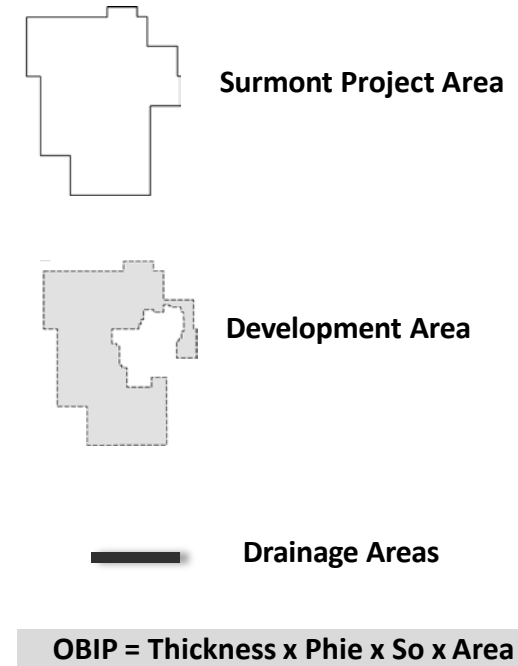 Surmont Project Area
Development Area
Drainage Areas
OBIP = Thickness x Phie x So x Area